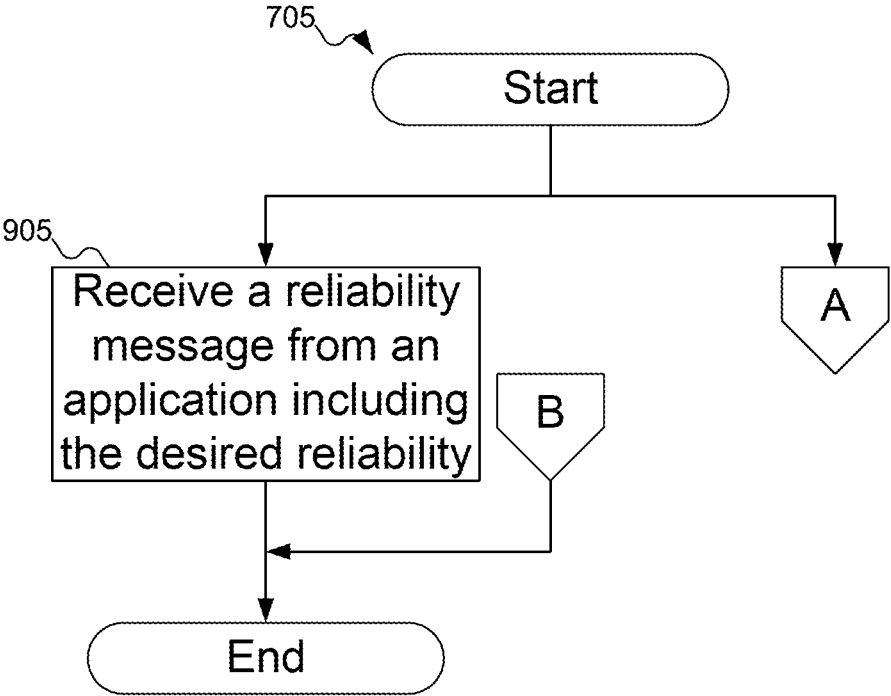 705
Start
905
Receive a reliability
message from an
application including
the desired reliability
A
B
End